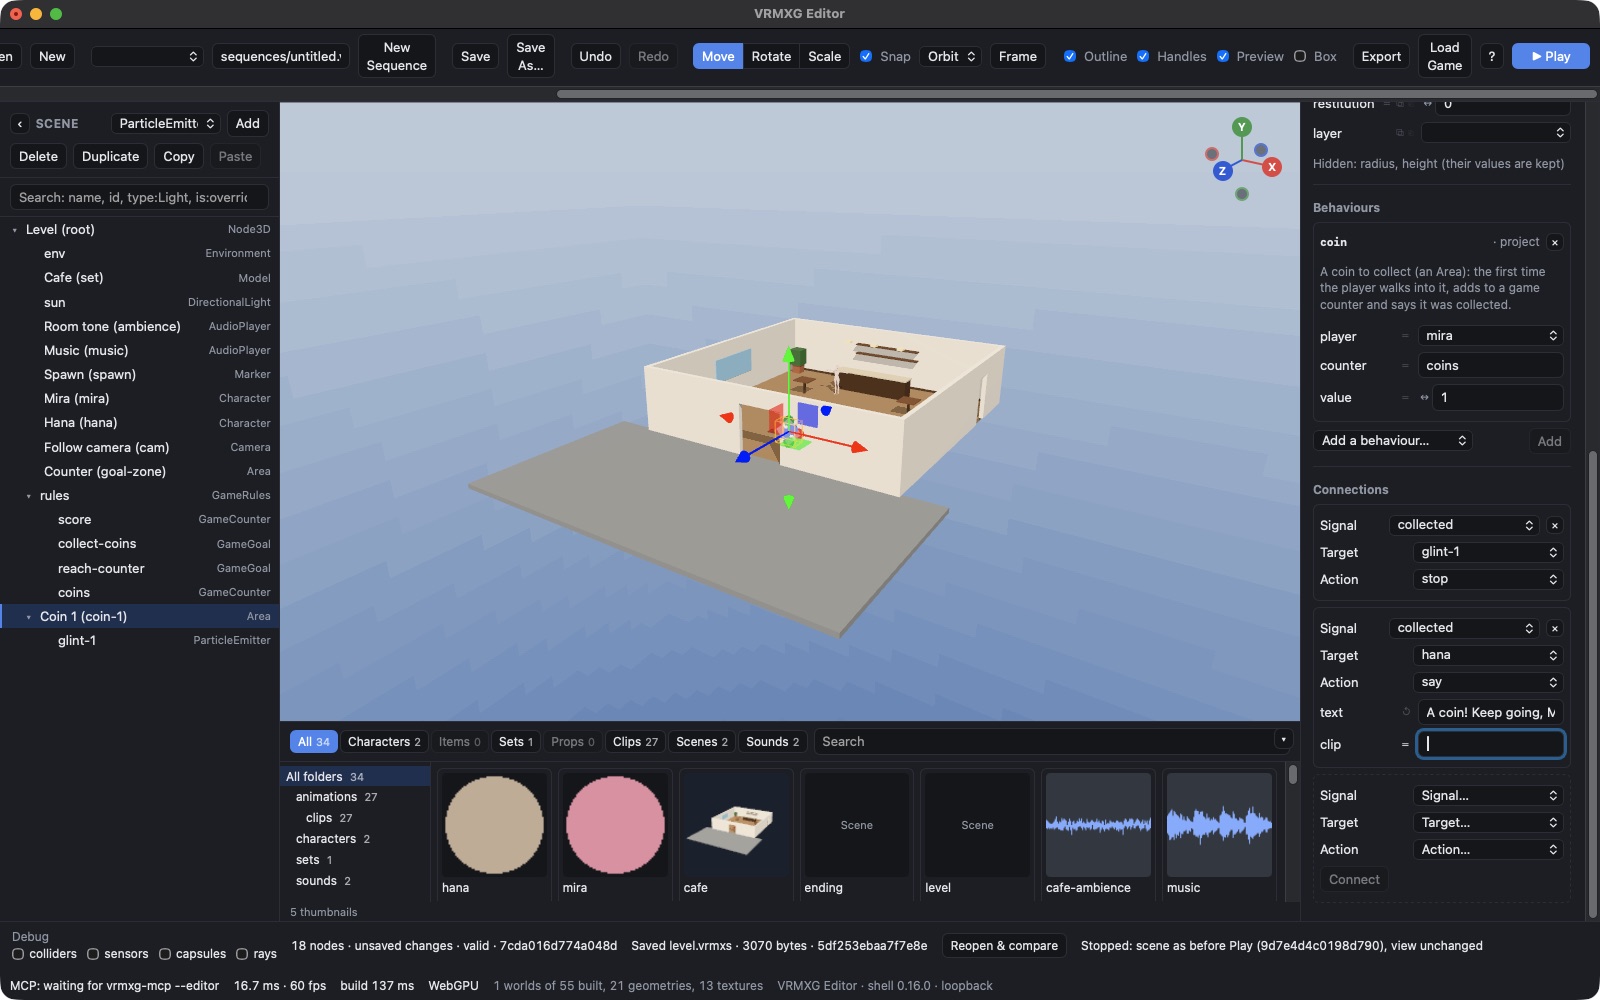 VRMXG Editor
en
New
sequences/untitled.v
New
Sequence
Save
Save
As...
Undo
Redo
Move
Rotate
Scale
Snap
Orbit
Frame
Outline
Handles
Preview
Box
Export
Load
Game
?
▶ Play
‹ SCENE
ParticleEmitt
Add
Delete
Duplicate
Copy
Paste
Search: name, id, type:Light, is:overric
Level (root) Node3D
env Environment
Cafe (set) Model
sun DirectionalLight
Room tone (ambience) AudioPlayer
Music (music) AudioPlayer
Spawn (spawn) Marker
Mira (mira) Character
Hana (hana) Character
Follow camera (cam) Camera
Counter (goal-zone) Area
rules GameRules
score GameCounter
collect-coins GameGoal
reach-counter GameGoal
coins GameCounter
Coin 1 (coin-1) Area
glint-1 ParticleEmitter
Y
Z
X
All 34
Characters 2
Items 0
Sets 1
Props 0
Clips 27
Scenes 2
Sounds 2
Search
All folders 34
animations 27
clips 27
characters 2
sets 1
sounds 2
5 thumbnails
Scene
Scene
hana
mira
cafe
ending
level
cafe-ambience
music
restitution = 0
layer
Hidden: radius, height (their values are kept)
Behaviours
coin · project ×
A coin to collect (an Area): the first time
the player walks into it, adds to a game
counter and says it was collected.
player = mira
counter = coins
value = ↔ 1
Add a behaviour...
Add
Connections
Signal collected ×
Target glint-1
Action stop
Signal collected ×
Target hana
Action say
text A coin! Keep going, M
clip =
Signal Signal...
Target Target...
Action Action...
Connect
Debug
colliders
sensors
capsules
rays
18 nodes · unsaved changes · valid · 7cda016d774a048d
Saved level.vrmxs · 3070 bytes · 5df253ebaa7f7e8e
Reopen & compare
Stopped: scene as before Play (9d7e4d4c0198d790), view unchanged
MCP: waiting for vrmxg-mcp --editor
16.7 ms · 60 fps
build 137 ms
WebGPU
1 worlds of 55 built, 21 geometries, 13 textures
VRMXG Editor · shell 0.16.0 · loopback